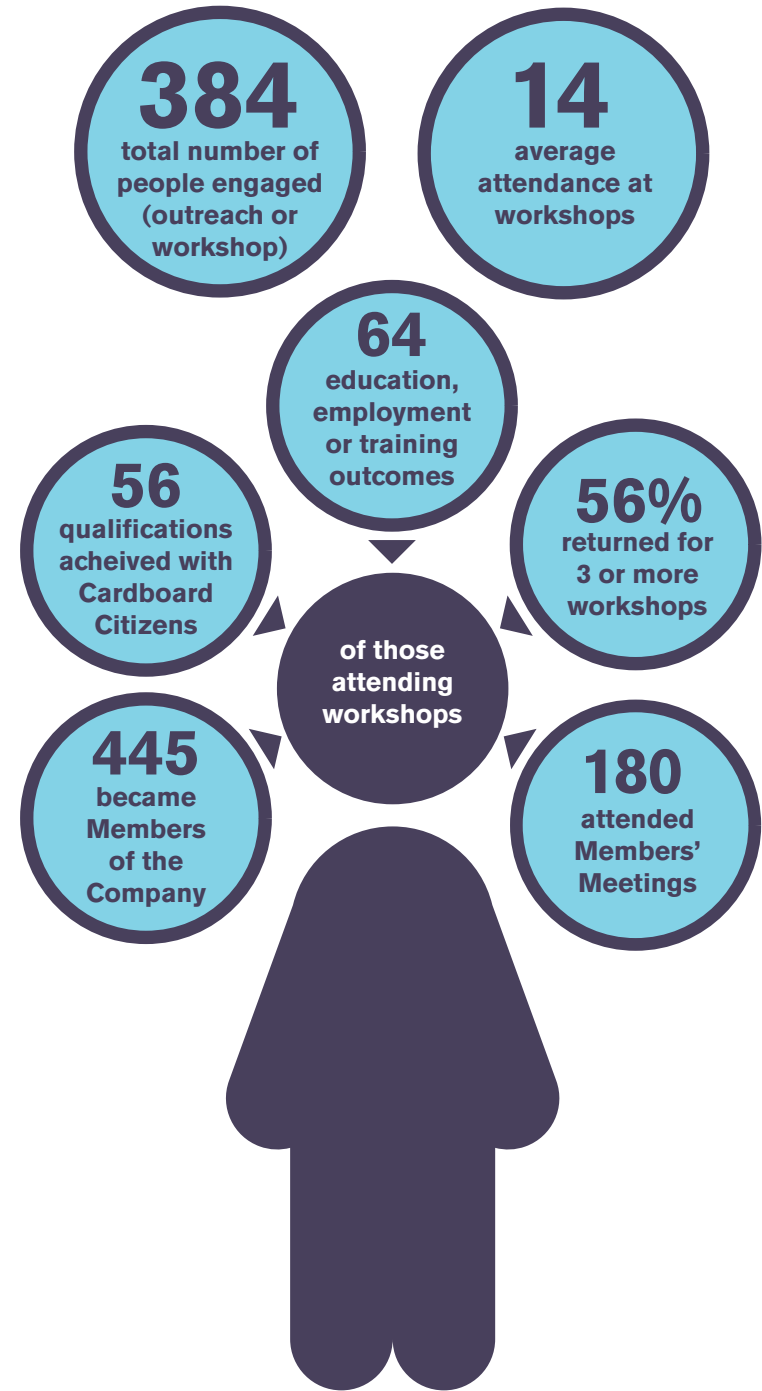 384
total number of
people engaged
(outreach or
workshop)
14
average
attendance at
workshops
64
education,
employment
or training
outcomes
56
qualifications
acheived with
Cardboard
Citizens
56%
returned for
3 or more
workshops
of those
attending
workshops
445
became
Members
of the
Company
180
attended
Members’
Meetings